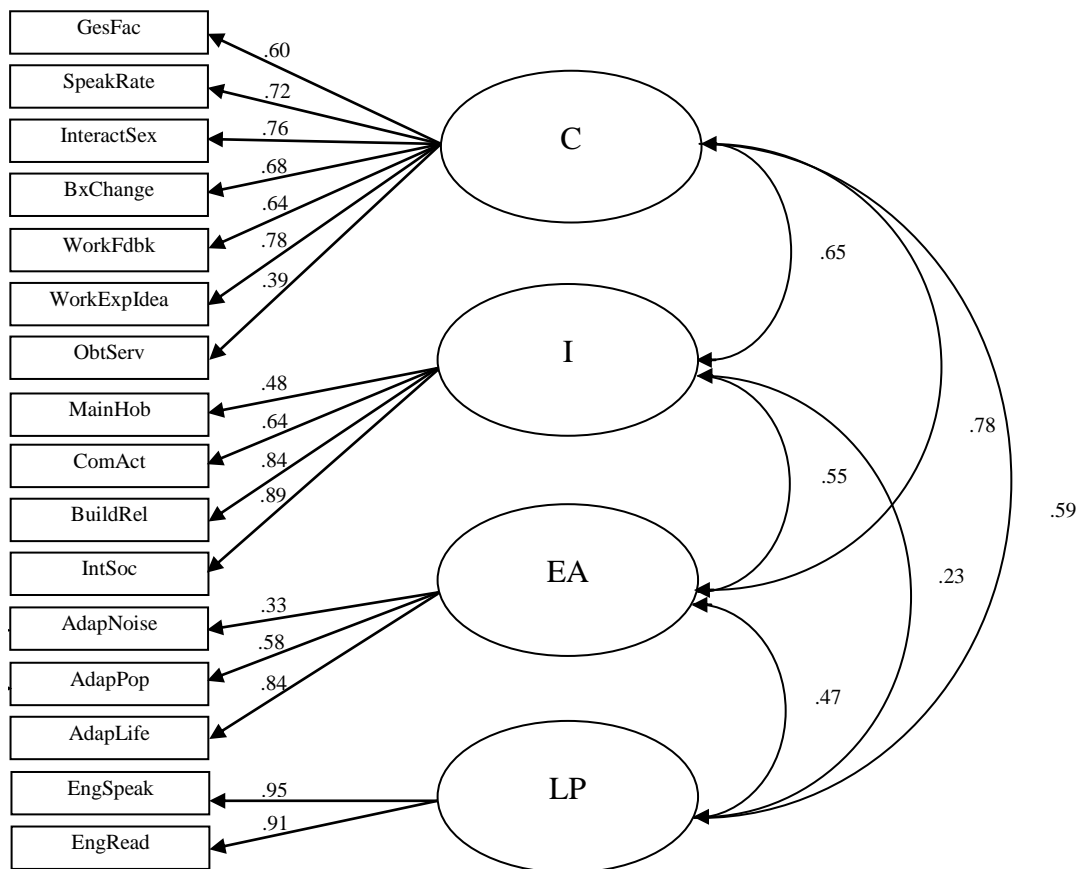 GesFac
SpeakRate
InteractSex
BxChange
WorkFdbk
WorkExpIdea
ObtServ
MainHob
ComAct
BuildRel
IntSoc
AdapNoise
AdapPop
AdapLife
EngSpeak
EngRead
.60
.72
.76
.68
.64
.78
.39
.48
.64
.84
.89
.33
.58
.84
.95
.91
C
I
EA
LP
.65
.55
.47
.78
.23
.59